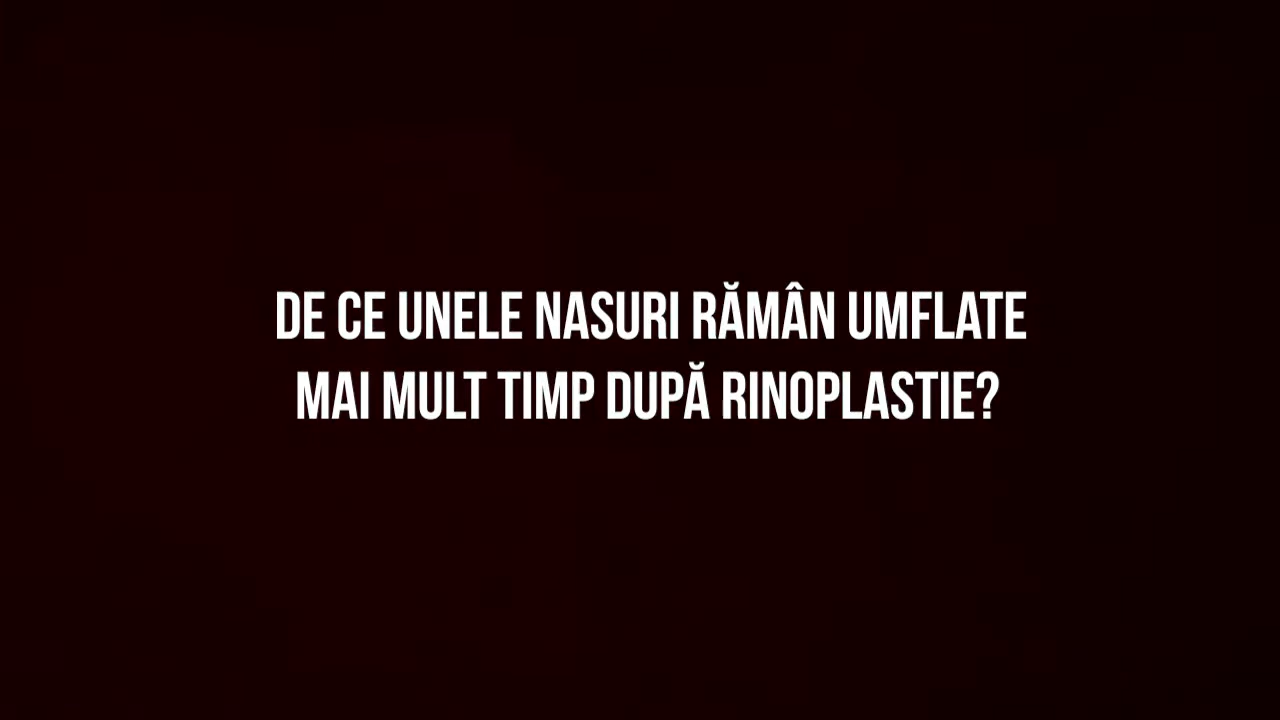 DE CE UNELE NASURI RĂMÂN UMFLATE
MAI MULT TIMP DUPĂ RINOPLASTIE?